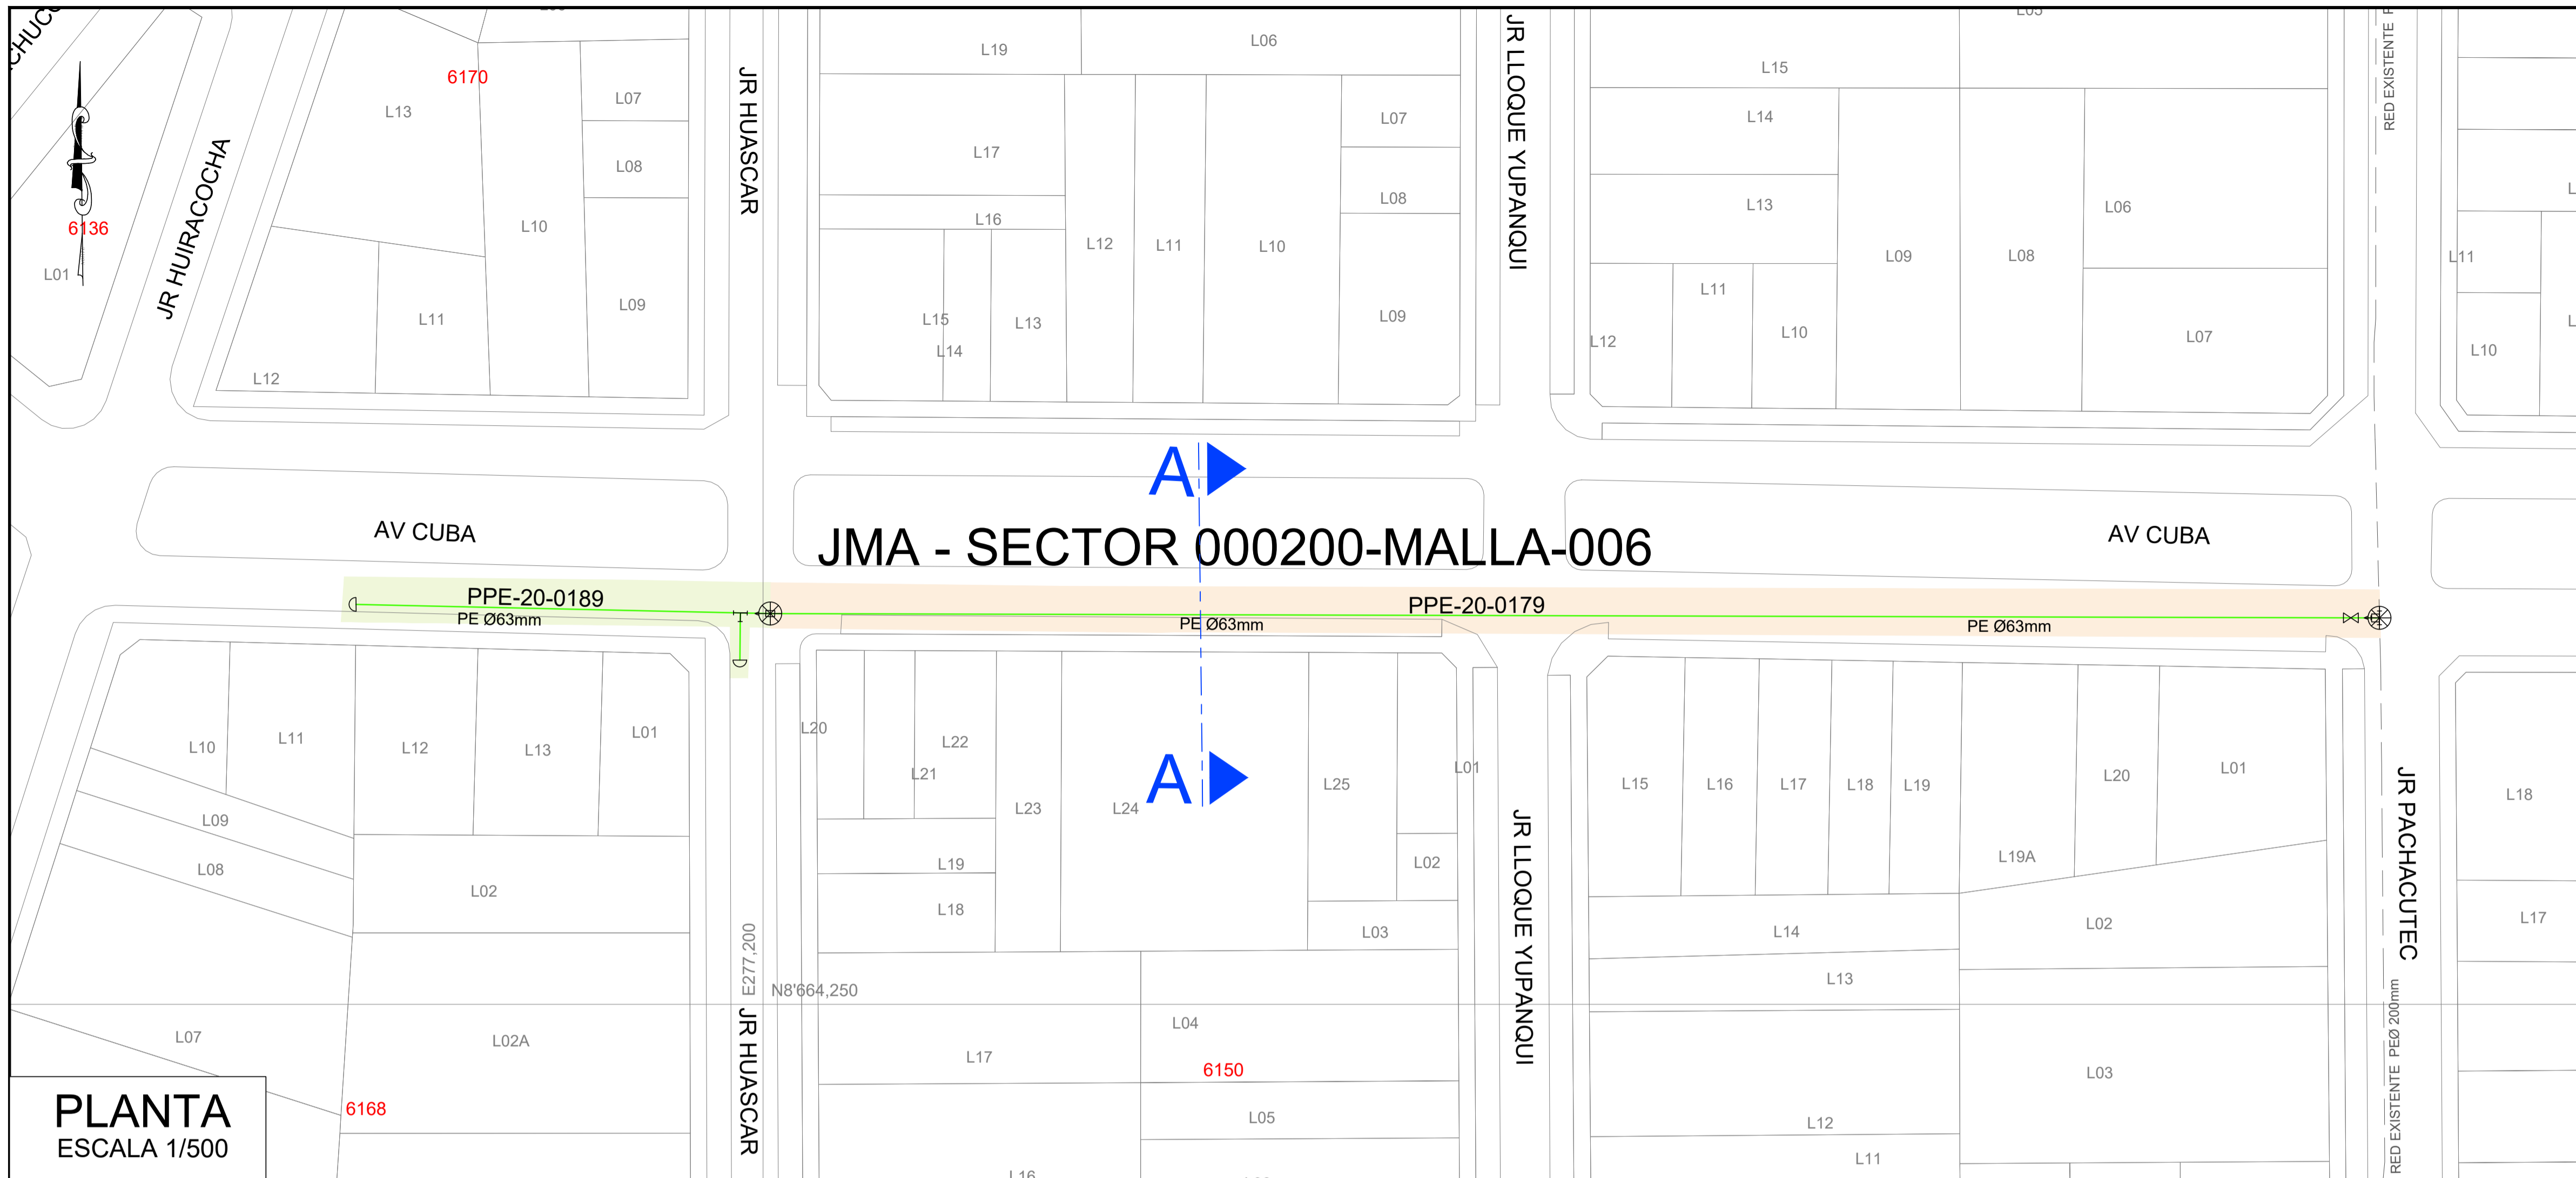 L19
L06
L15
6170
L13
L07
L08
L10
L09
L11
L12
6136
L01
JR HUIRACOCHA
JR HUASCAR
L17
L16
L15
L14
L13
L12
L11
L10
L07
L08
L09
JR LLOQUE YUPANQUI
L14
L13
L12
L11
L10
L09
L08
L06
L07
RED EXISTENTE
L11
L10
A
AV CUBA
JMA - SECTOR 000200-MALLA-006
AV CUBA
PPE-20-0189
PE Ø63mm
PPE-20-0179
PE Ø63mm
PE Ø63mm
L10
L11
L12
L13
L01
L09
L08
L02
L07
L02A
6168
L20
L21
L22
L23
L24
A
L25
L01
L19
L18
L02
L03
E277,200
N8'664,250
JR HUASCAR
L17
L04
6150
L05
L16
JR LLOQUE YUPANQUI
L15
L16
L17
L18
L19
L19A
L20
L01
L14
L02
L13
L03
L12
L11
JR PACHACUTEC
RED EXISTENTE PEØ 200mm
L18
L17
PLANTA
ESCALA 1/500